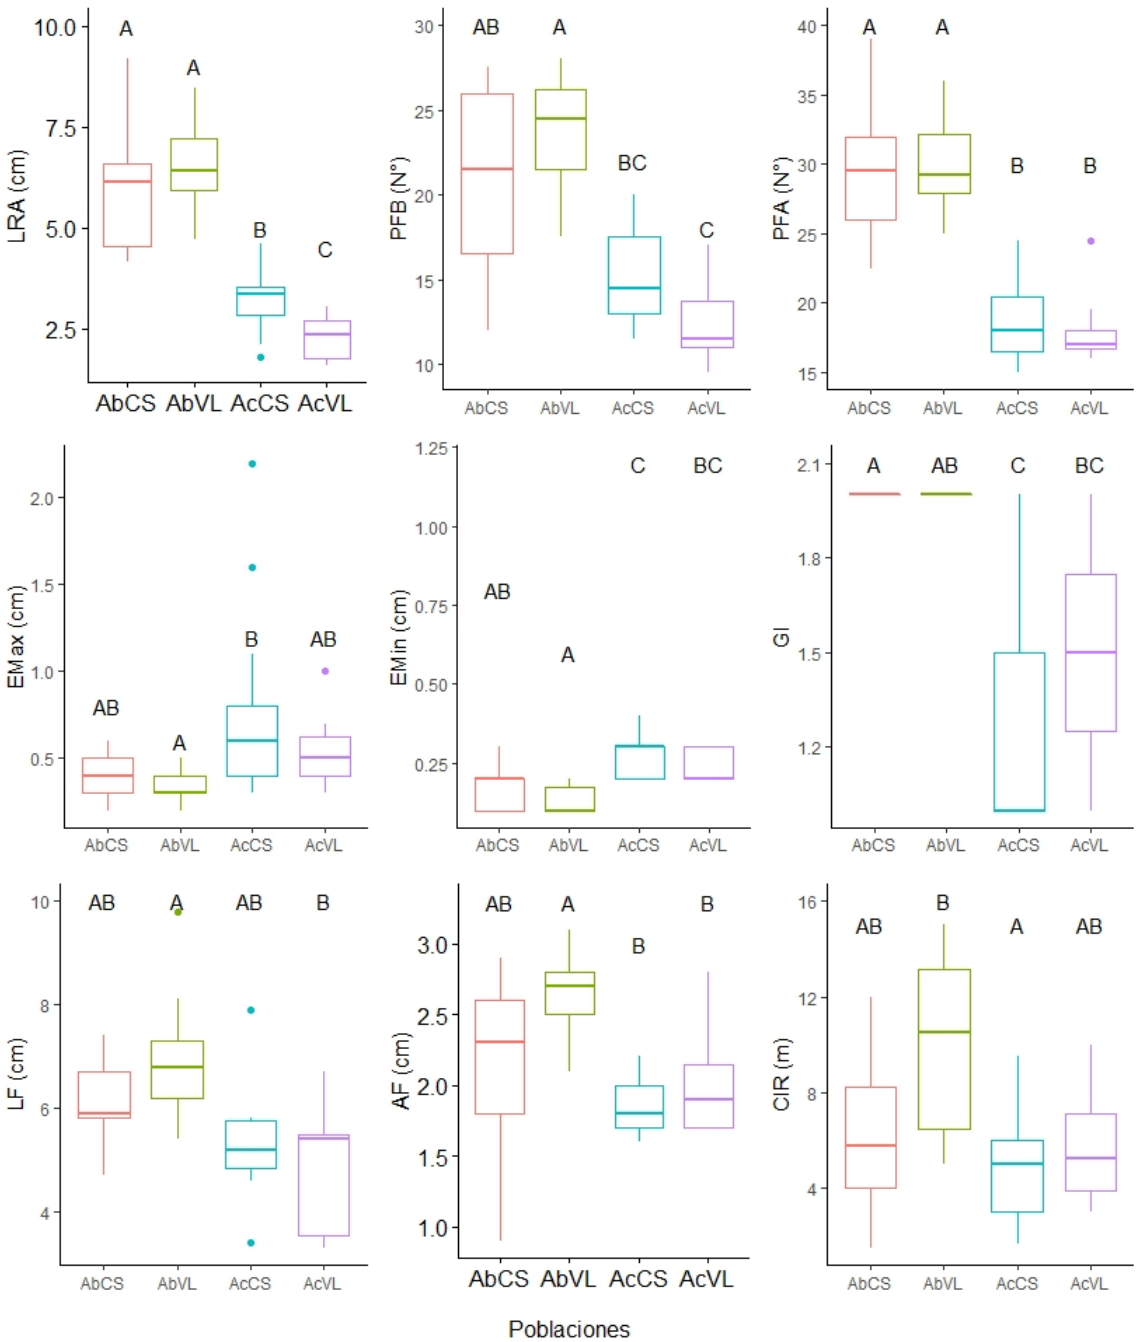 LRA (cm)
10.0
7.5
5.0
2.5
A
A
B
C
AbCS AbVL AcCS AcVL
PFB (N°)
30
25
20
15
10
AB
A
BC
C
AbCS AbVL AcCS AcVL
PFA (N°)
40
35
30
25
20
15
A
A
B
B
AbCS AbVL AcCS AcVL
EMax (cm)
2.0
1.5
1.0
0.5
AB
A
B
AB
AbCS AbVL AcCS AcVL
EMin (cm)
1.25
1.00
0.75
0.50
0.25
AB
A
C
BC
AbCS AbVL AcCS AcVL
GI
2.1
1.8
1.5
1.2
A
AB
C
BC
AbCS AbVL AcCS AcVL
LF (cm)
10
8
6
4
AB
A
AB
B
AbCS AbVL AcCS AcVL
AF (cm)
3.0
2.5
2.0
1.5
1.0
AB
A
B
B
AbCS AbVL AcCS AcVL
CIR (m)
16
12
8
4
AB
B
A
AB
AbCS AbVL AcCS AcVL
Poblaciones